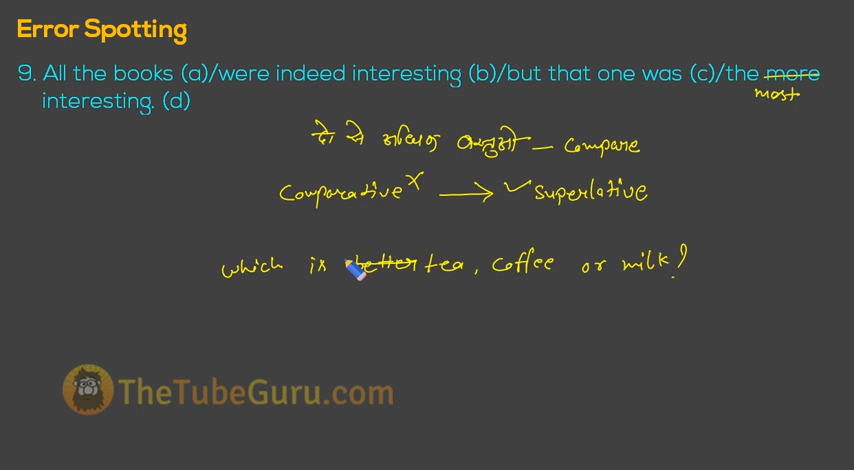 Error Spotting
9. All the books (a)/were indeed interesting (b)/but that one was (c)/the more
most
interesting. (d)
दो से अधिक वस्तुओ — compare
Comparative × → ✓ Superlative
which is better tea, coffee or milk?
TheTubeGuru.com